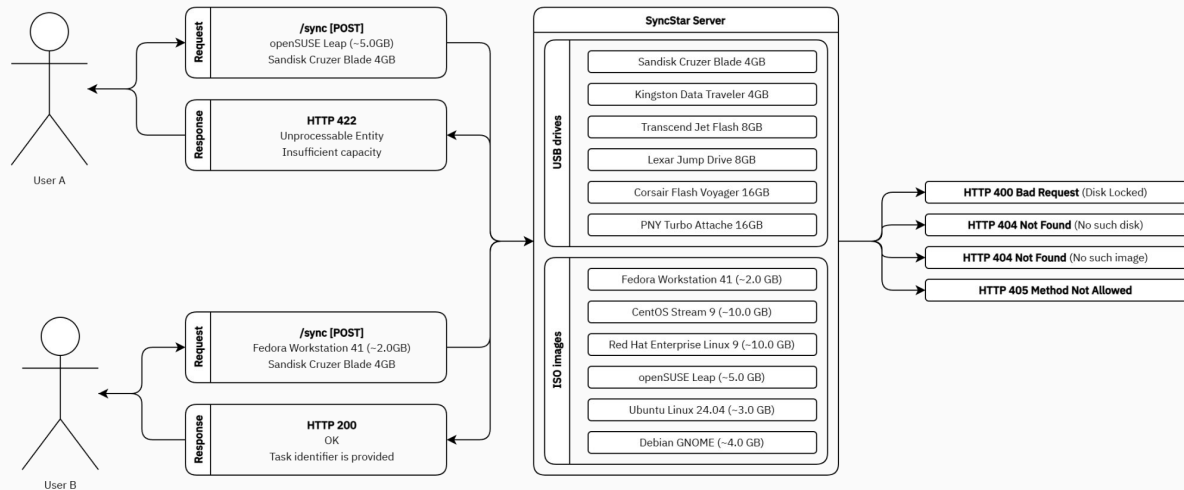 Request
/sync [POST]
openSUSE Leap (~5.0GB)
Sandisk Cruzer Blade 4GB
Response
HTTP 422
Unprocessable Entity
Insufficient capacity
User A
Request
/sync [POST]
Fedora Workstation 41 (~2.0GB)
Sandisk Cruzer Blade 4GB
Response
HTTP 200
OK
Task identifier is provided
User B
SyncStar Server
USB drives
Sandisk Cruzer Blade 4GB
Kingston Data Traveler 4GB
Transcend Jet Flash 8GB
Lexar Jump Drive 8GB
Corsair Flash Voyager 16GB
PNY Turbo Attache 16GB
ISO images
Fedora Workstation 41 (~2.0 GB)
CentOS Stream 9 (~10.0 GB)
Red Hat Enterprise Linux 9 (~10.0 GB)
openSUSE Leap (~5.0 GB)
Ubuntu Linux 24.04 (~3.0 GB)
Debian GNOME (~4.0 GB)
HTTP 400 Bad Request (Disk Locked)
HTTP 404 Not Found (No such disk)
HTTP 404 Not Found (No such image)
HTTP 405 Method Not Allowed